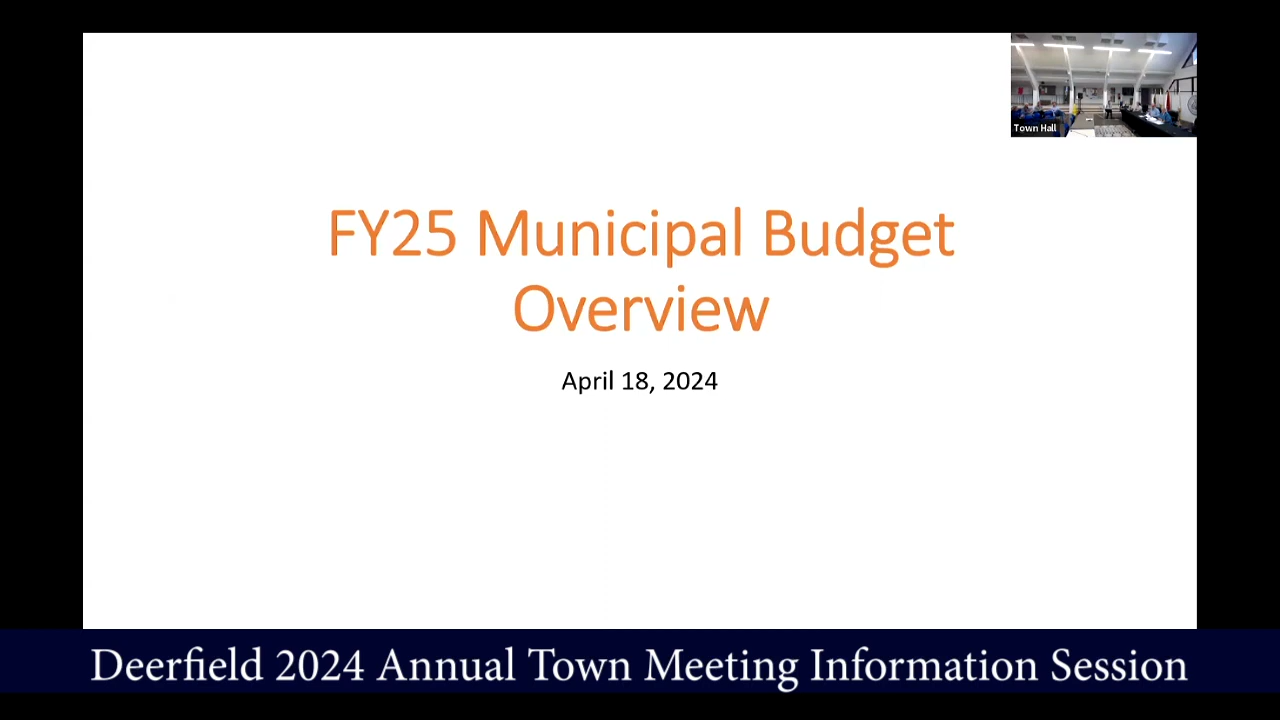 Town Hall
FY25 Municipal Budget
Overview
April 18, 2024
Deerfield 2024 Annual Town Meeting Information Session